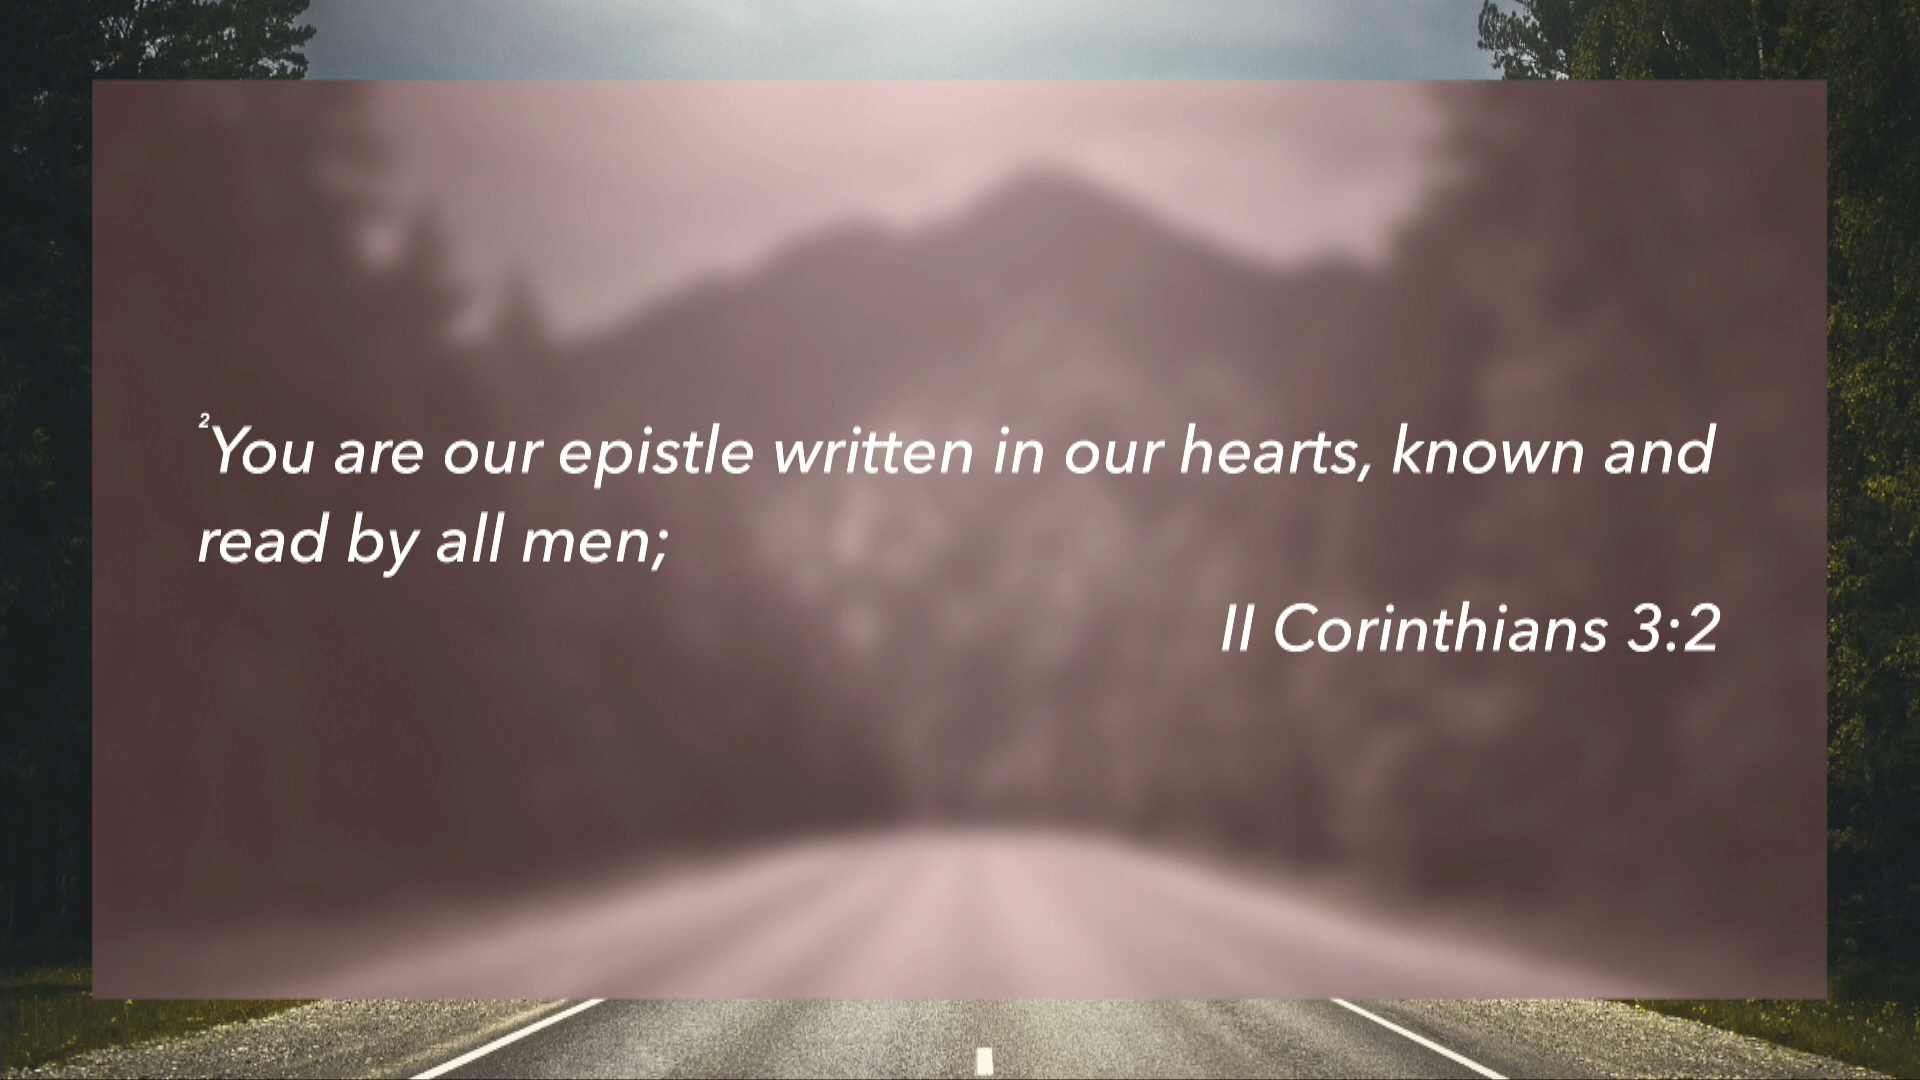 ²You are our epistle written in our hearts, known and
read by all men;
II Corinthians 3:2